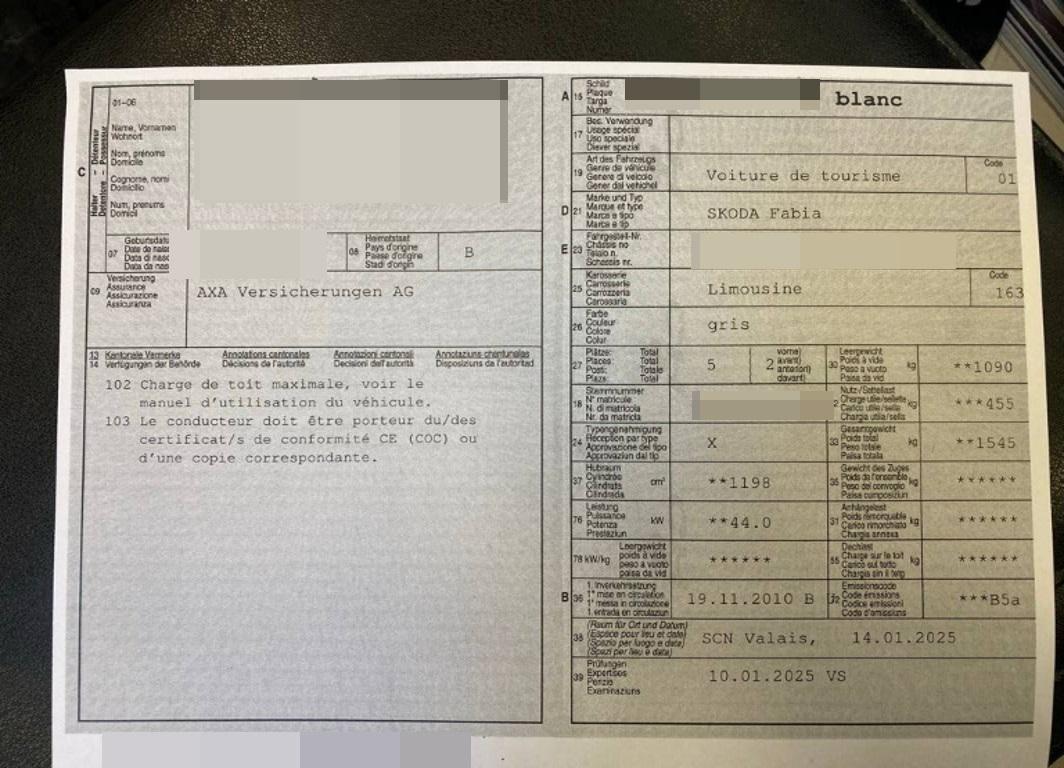 C
Halter - Détenteur
Detentore - Possessur
01-06
Name, Vornamen
Wohnort
Nom, prénoms
Domicile
Cognome, nomi
Domicilio
Num, prenums
Domicil
07
Geburtsdatum
Date de nais
Data di nasc
Data da nas
08
Heimatstaat
Pays d'origine
Paese d'origine
Stadi d'origin
B
09
Versicherung
Assurance
Assicurazione
Assicuranza
AXA Versicherungen AG
13 Kantonale Vermerke Annotations cantonales Annotazioni cantonali Annotaziuns chantunalas
14 Verfügungen der Behörde Décisions de l'autorité Decisioni dell'autorità Disposiziuns da l'autoritad
102 Charge de toit maximale, voir le
manuel d'utilisation du véhicule.
103 Le conducteur doit être porteur du/des
certificat/s de conformité CE (COC) ou
d'une copie correspondante.
A 15
Schild
Plaque
Targa
Numer
blanc
17
Bes. Verwendung
Usage spécial
Uso speciale
Diever spezial
19
Art des Fahrzeugs
Genre de véhicule
Genere di veicolo
Gener dal vehichel
Voiture de tourisme
Code
01
D 21
Marke und Typ
Marque et type
Marca e tipo
Marca e tip
SKODA Fabia
E 23
Fahrgestell-Nr.
Châssis no
Telaio n.
Schassis nr.
25
Karosserie
Carrosserie
Carrozzeria
Carossaria
Limousine
Code
163
26
Farbe
Couleur
Colore
Colur
gris
27
Plätze: Total
Places: Total
Posti: Totale
Plazs: Total
5
2
vorne)
avant)
anteriori)
davant)
30
Leergewicht
Poids à vide
Peso a vuoto
Paisa da vid
kg
**1090
18
Stammnummer
N° matricule
N. di matricola
Nr. da matricla
2
Nutz-/Sattellast
Charge utile/sellette
Carico utile/sella
Chargia utila/sella
kg
***455
24
Typengenehmigung
Réception par type
Approvazione del tipo
Approvaziun dal tip
X
33
Gesamtgewicht
Poids total
Peso totale
Paisa totala
kg
**1545
37
Hubraum
Cylindrée
Cilindrata
Cilindrada
cm³
**1198
35
Gewicht des Zuges
Poids de l'ensemble
Peso del convoglio
Paisa cumposiziun
kg
******
76
Leistung
Puissance
Potenza
Prestaziun
kW
**44.0
31
Anhängelast
Poids remorquable
Carico rimorchiato
Chargia annexa
kg
******
78 kW/kg
Leergewicht
poids à vide
peso a vuoto
paisa da vid
******
55
Dachlast
Charge sur le toit
Carico sul tetto
Chargia sin il tetg
kg
******
B 36
1. Inverkehrsetzung
1re mise en circulation
1a messa in circolazione
1. entrada en circulaziun
19.11.2010 B
72
Emissionscode
Code émissions
Codice emissioni
Code d'emissiuns
***B5a
38
(Raum für Ort und Datum)
(Espace pour lieu et date)
(Spazio per luogo e data)
(Spazi per lieu e data)
SCN Valais, 14.01.2025
39
Prüfungen
Expertises
Perizie
Examinaziuns
10.01.2025 VS